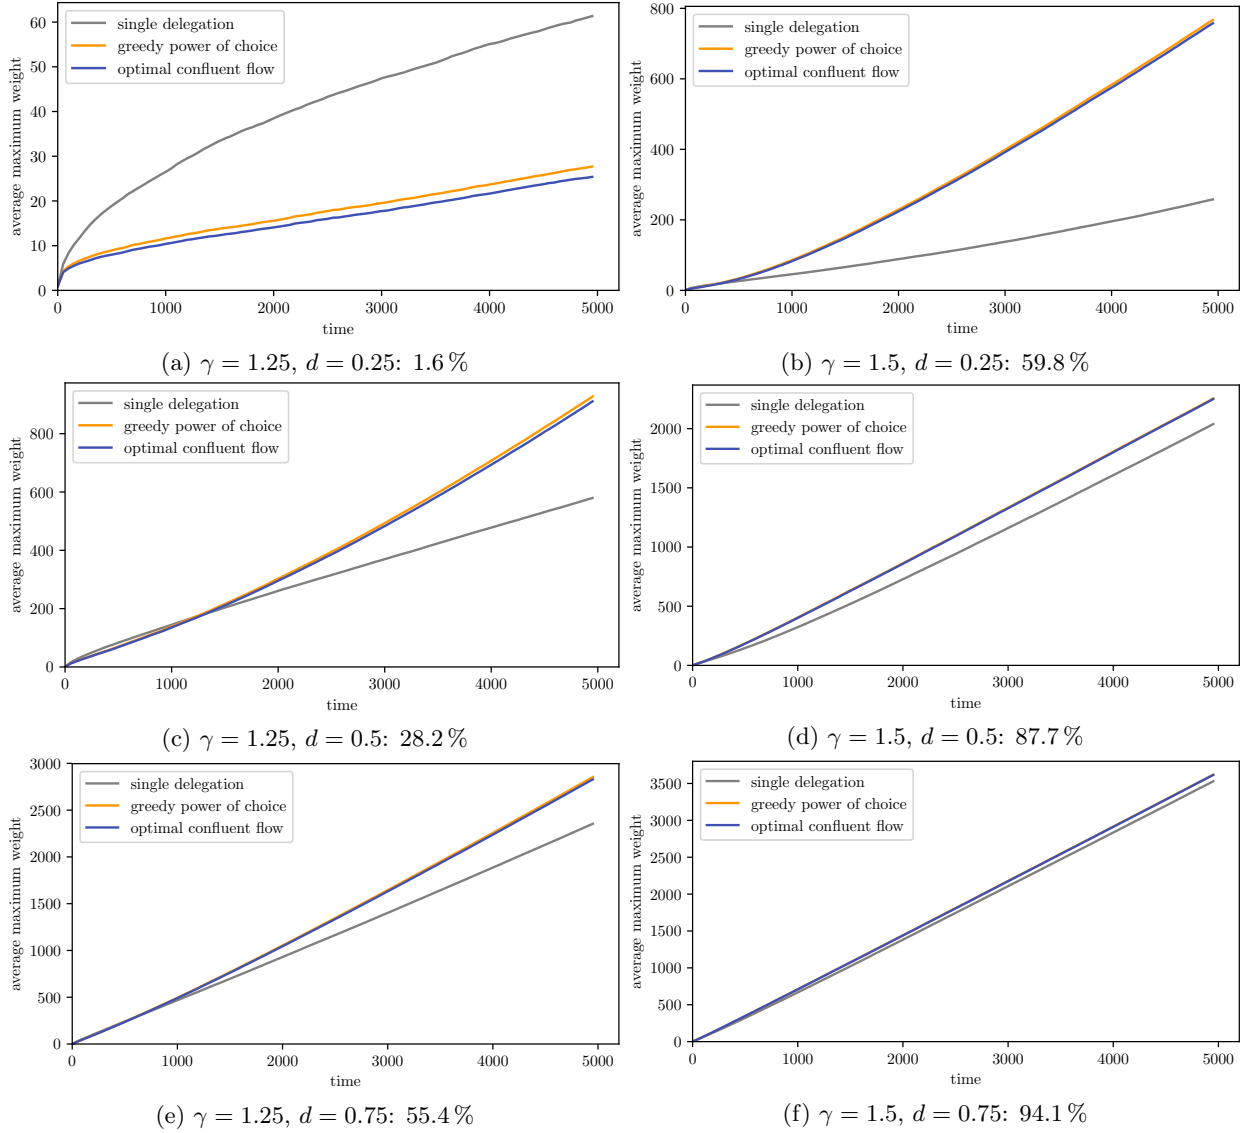 single delegation
greedy power of choice
optimal confluent flow
average maximum weight
60
50
40
30
20
10
0
0 1000 2000 3000 4000 5000
time
(a) γ = 1.25, d = 0.25: 1.6 %
single delegation
greedy power of choice
optimal confluent flow
average maximum weight
800
600
400
200
0
0 1000 2000 3000 4000 5000
time
(b) γ = 1.5, d = 0.25: 59.8 %
single delegation
greedy power of choice
optimal confluent flow
average maximum weight
800
600
400
200
0
0 1000 2000 3000 4000 5000
time
(c) γ = 1.25, d = 0.5: 28.2 %
single delegation
greedy power of choice
optimal confluent flow
average maximum weight
2000
1500
1000
500
0
0 1000 2000 3000 4000 5000
time
(d) γ = 1.5, d = 0.5: 87.7 %
single delegation
greedy power of choice
optimal confluent flow
average maximum weight
3000
2500
2000
1500
1000
500
0
0 1000 2000 3000 4000 5000
time
(e) γ = 1.25, d = 0.75: 55.4 %
single delegation
greedy power of choice
optimal confluent flow
average maximum weight
3500
3000
2500
2000
1500
1000
500
0
0 1000 2000 3000 4000 5000
time
(f) γ = 1.5, d = 0.75: 94.1 %